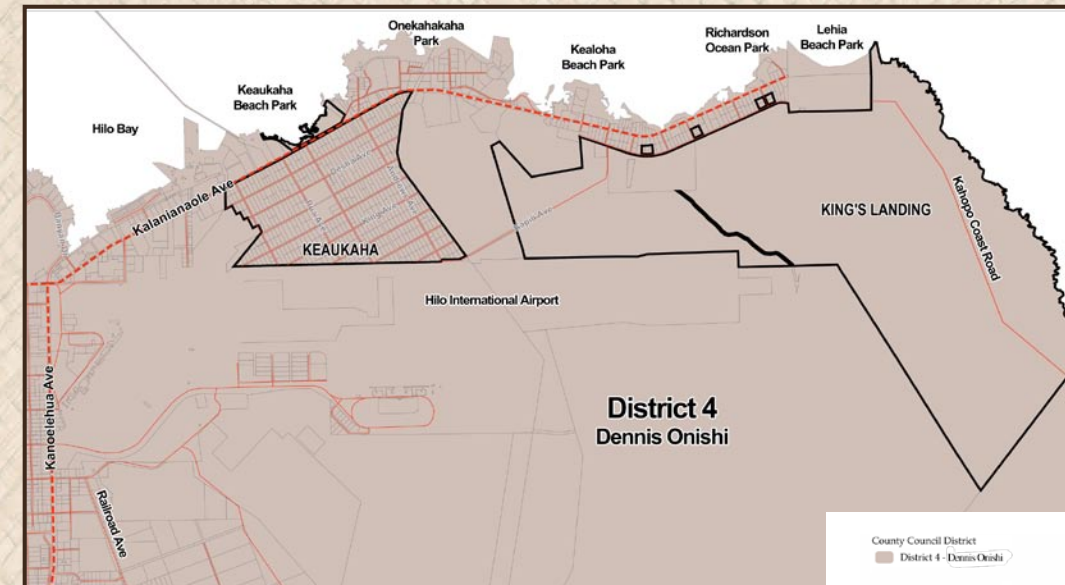 Onekahakaha
Park
Richardson
Ocean Park
Lehia
Beach Park
Kealoha
Beach Park
Keaukaha
Beach Park
Hilo Bay
Kalanianaole Ave
KEAUKAHA
KING'S LANDING
Kahopo Coast Road
Hilo International Airport
Kanoelehua Ave
Railroad Ave
District 4
Dennis Onishi
County Council District
District 4 - Dennis Onishi